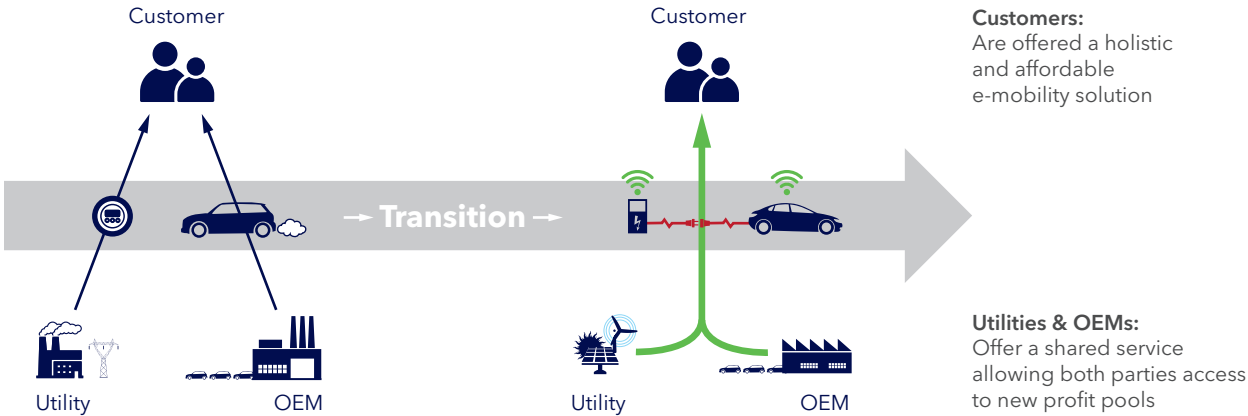 Customer
Customer
Customers:
Are offered a holistic
and affordable
e-mobility solution
Transition
Utilities & OEMs:
Offer a shared service
allowing both parties access
to new profit pools
Utility
OEM
Utility
OEM